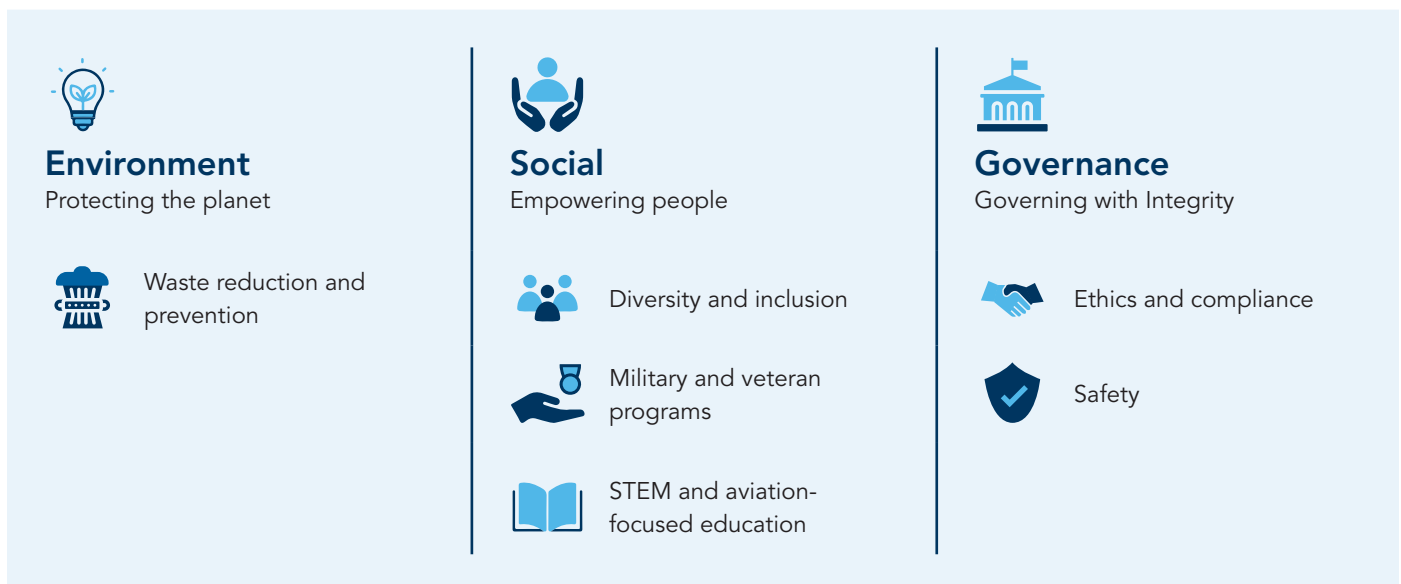 Environment
Protecting the planet
Waste reduction and
prevention
Social
Empowering people
Diversity and inclusion
Military and veteran
programs
STEM and aviation-
focused education
Governance
Governing with Integrity
Ethics and compliance
Safety